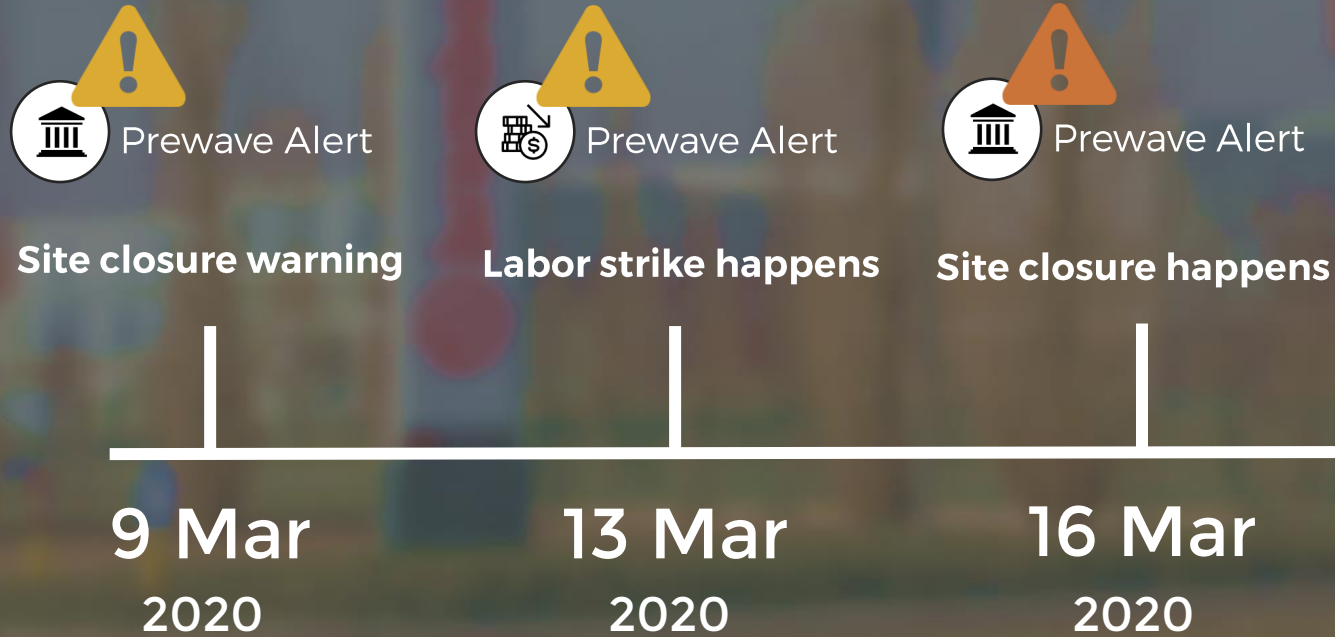 Prewave Alert
Site closure warning
9 Mar
2020
Prewave Alert
Labor strike happens
13 Mar
2020
Prewave Alert
Site closure happens
16 Mar
2020